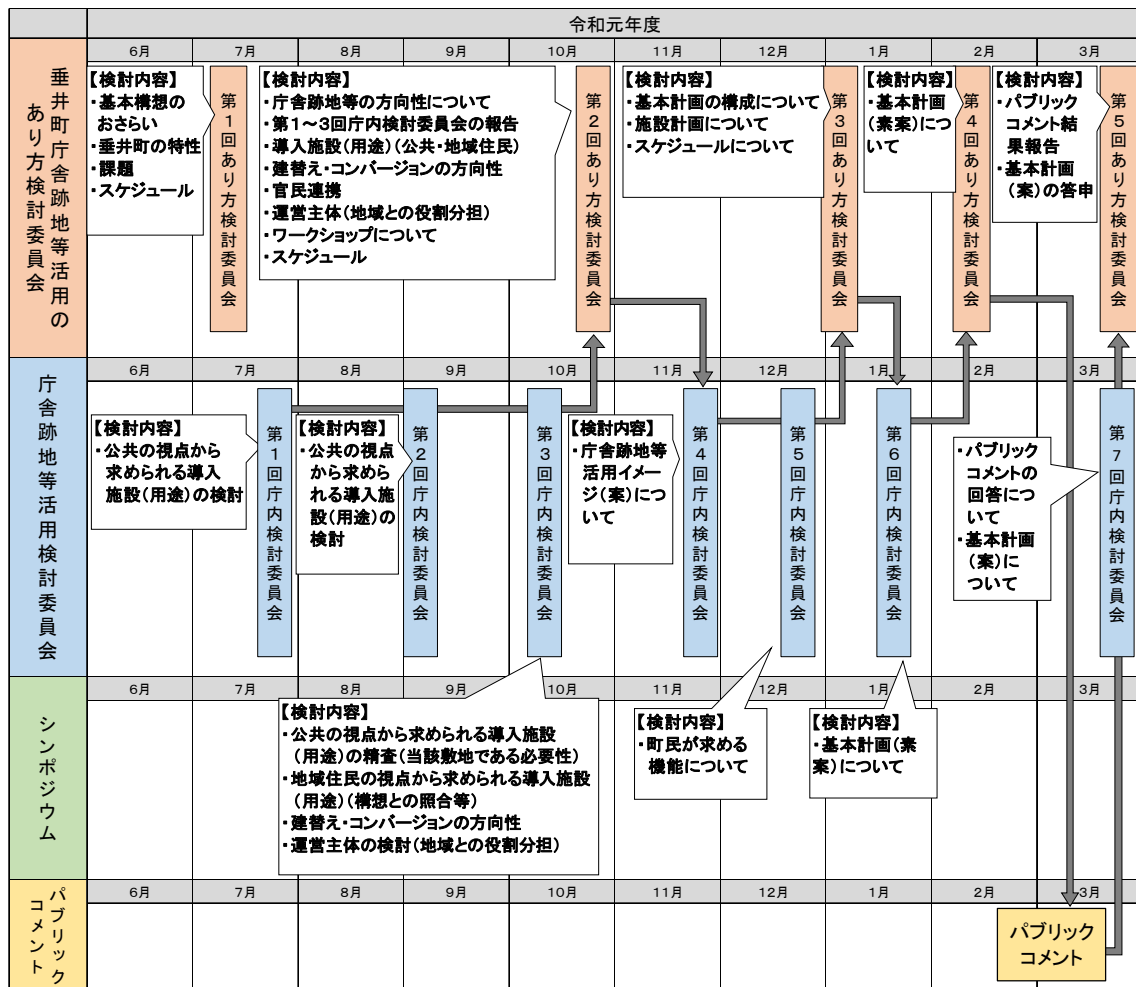 令和元年度
垂井町庁舎跡地等活用の
あり方検討委員会
6月 7月 8月 9月 10月 11月 12月 1月 2月 3月
【検討内容】
・基本構想の
おさらい
・垂井町の特性
・課題
・スケジュール
第1回あり方検討委員会
【検討内容】
・庁舎跡地等の方向性について
・第1～3回庁内検討委員会の報告
・導入施設(用途)(公共・地域住民)
・建替え・コンバージョンの方向性
・官民連携
・運営主体(地域との役割分担)
・ワークショップについて
・スケジュール
第2回あり方検討委員会
【検討内容】
・基本計画の構成について
・施設計画について
・スケジュールについて
第3回あり方検討委員会
【検討内容】
・基本計画
(素案)につ
いて
第4回あり方検討委員会
【検討内容】
・パブリック
コメント結
果報告
・基本計画
(案)の答申
第5回あり方検討委員会
庁舎跡地等活用検討委員会
6月 7月 8月 9月 10月 11月 12月 1月 2月 3月
【検討内容】
・公共の視点から
求められる導入
施設(用途)の検討
第1回庁内検討委員会
【検討内容】
・公共の視点
から求めら
れる導入施
設(用途)の
検討
第2回庁内検討委員会
第3回庁内検討委員会
【検討内容】
・庁舎跡地等
活用イメー
ジ(案)につ
いて
第4回庁内検討委員会
第5回庁内検討委員会
第6回庁内検討委員会
・パブリック
コメントの
回答につ
いて
・基本計画
(案)に
ついて
第7回庁内検討委員会
シンポジウム
6月 7月 8月 9月 10月 11月 12月 1月 2月 3月
【検討内容】
・公共の視点から求められる導入施設
(用途)の精査(当該敷地である必要性)
・地域住民の視点から求められる導入施設
(用途)(構想との照合等)
・建替え・コンバージョンの方向性
・運営主体の検討(地域との役割分担)
【検討内容】
・町民が求める
機能について
【検討内容】
・基本計画(素
案)について
パブリック
コメント
6月 7月 8月 9月 10月 11月 12月 1月 2月 3月
パブリック
コメント